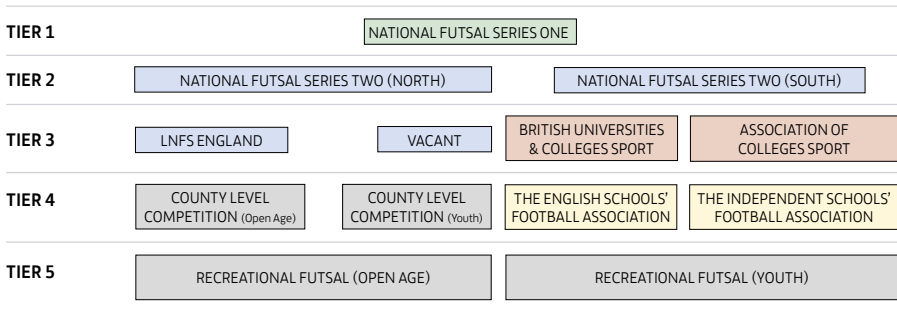 TIER 1
NATIONAL FUTSAL SERIES ONE
TIER 2
NATIONAL FUTSAL SERIES TWO (NORTH)
NATIONAL FUTSAL SERIES TWO (SOUTH)
TIER 3
LNFS ENGLAND
VACANT
BRITISH UNIVERSITIES
& COLLEGES SPORT
ASSOCIATION OF
COLLEGES SPORT
TIER 4
COUNTY LEVEL
COMPETITION (Open Age)
COUNTY LEVEL
COMPETITION (Youth)
THE ENGLISH SCHOOLS'
FOOTBALL ASSOCIATION
THE INDEPENDENT SCHOOLS'
FOOTBALL ASSOCIATION
TIER 5
RECREATIONAL FUTSAL (OPEN AGE)
RECREATIONAL FUTSAL (YOUTH)